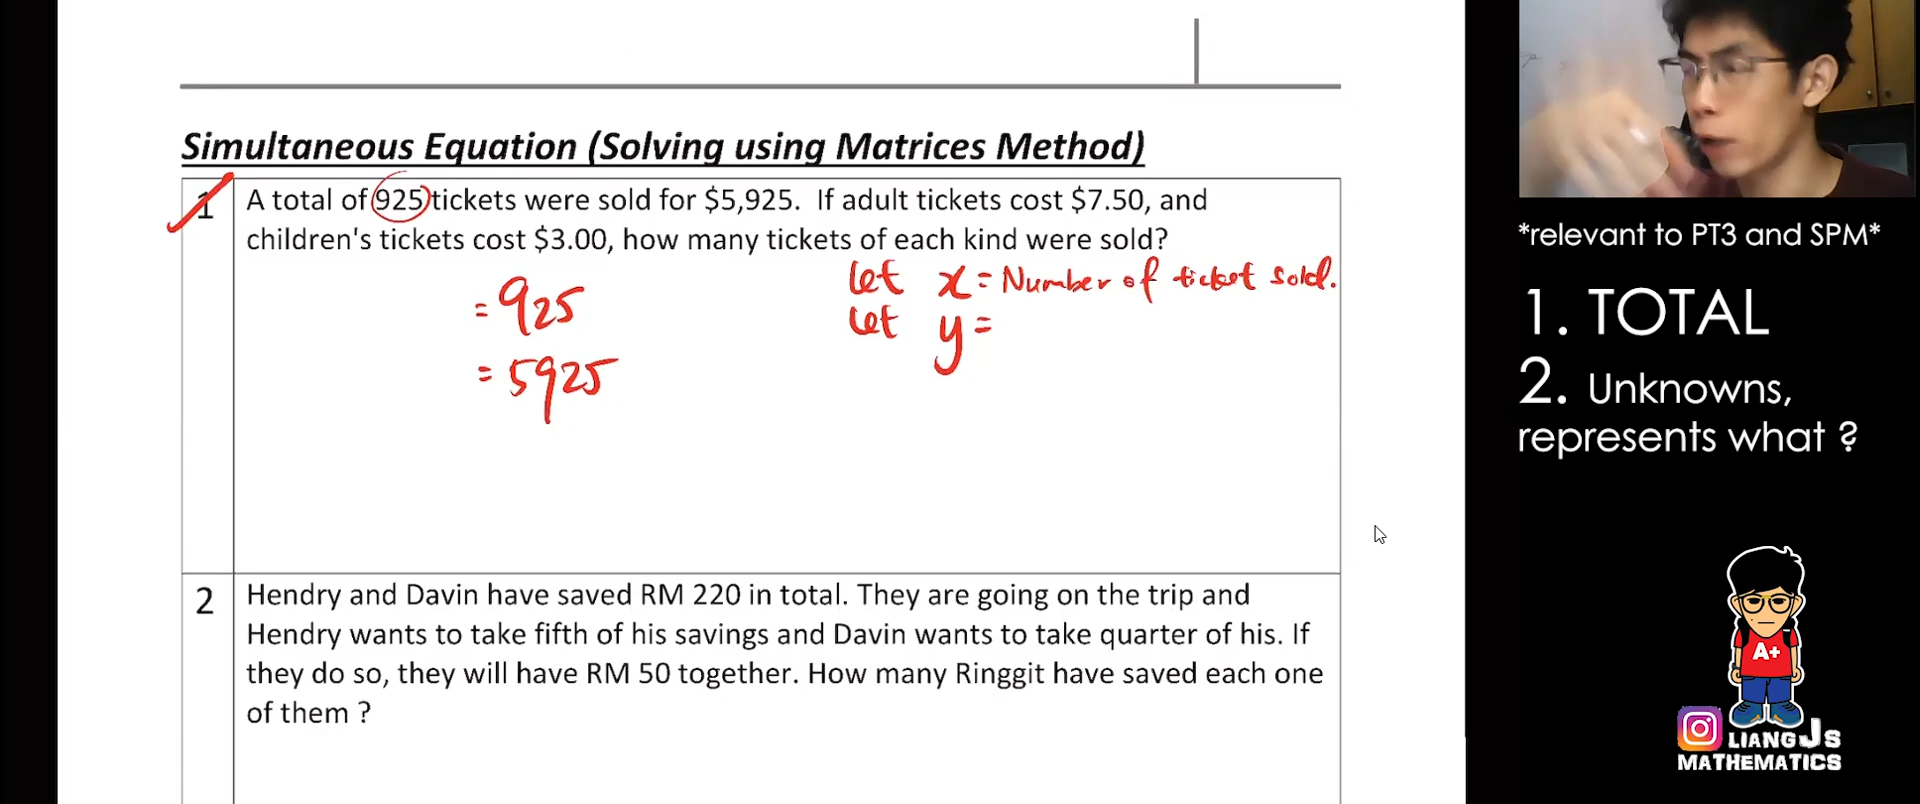 Simultaneous Equation (Solving using Matrices Method)
1
A total of 925 tickets were sold for $5,925. If adult tickets cost $7.50, and
children's tickets cost $3.00, how many tickets of each kind were sold?
= 925
= 5925
let x = Number of ticket sold.
let y =
2
Hendry and Davin have saved RM 220 in total. They are going on the trip and
Hendry wants to take fifth of his savings and Davin wants to take quarter of his. If
they do so, they will have RM 50 together. How many Ringgit have saved each one
of them ?
*relevant to PT3 and SPM*
1. TOTAL
2. Unknowns,
represents what ?
A+
LIANGJS
MATHEMATICS